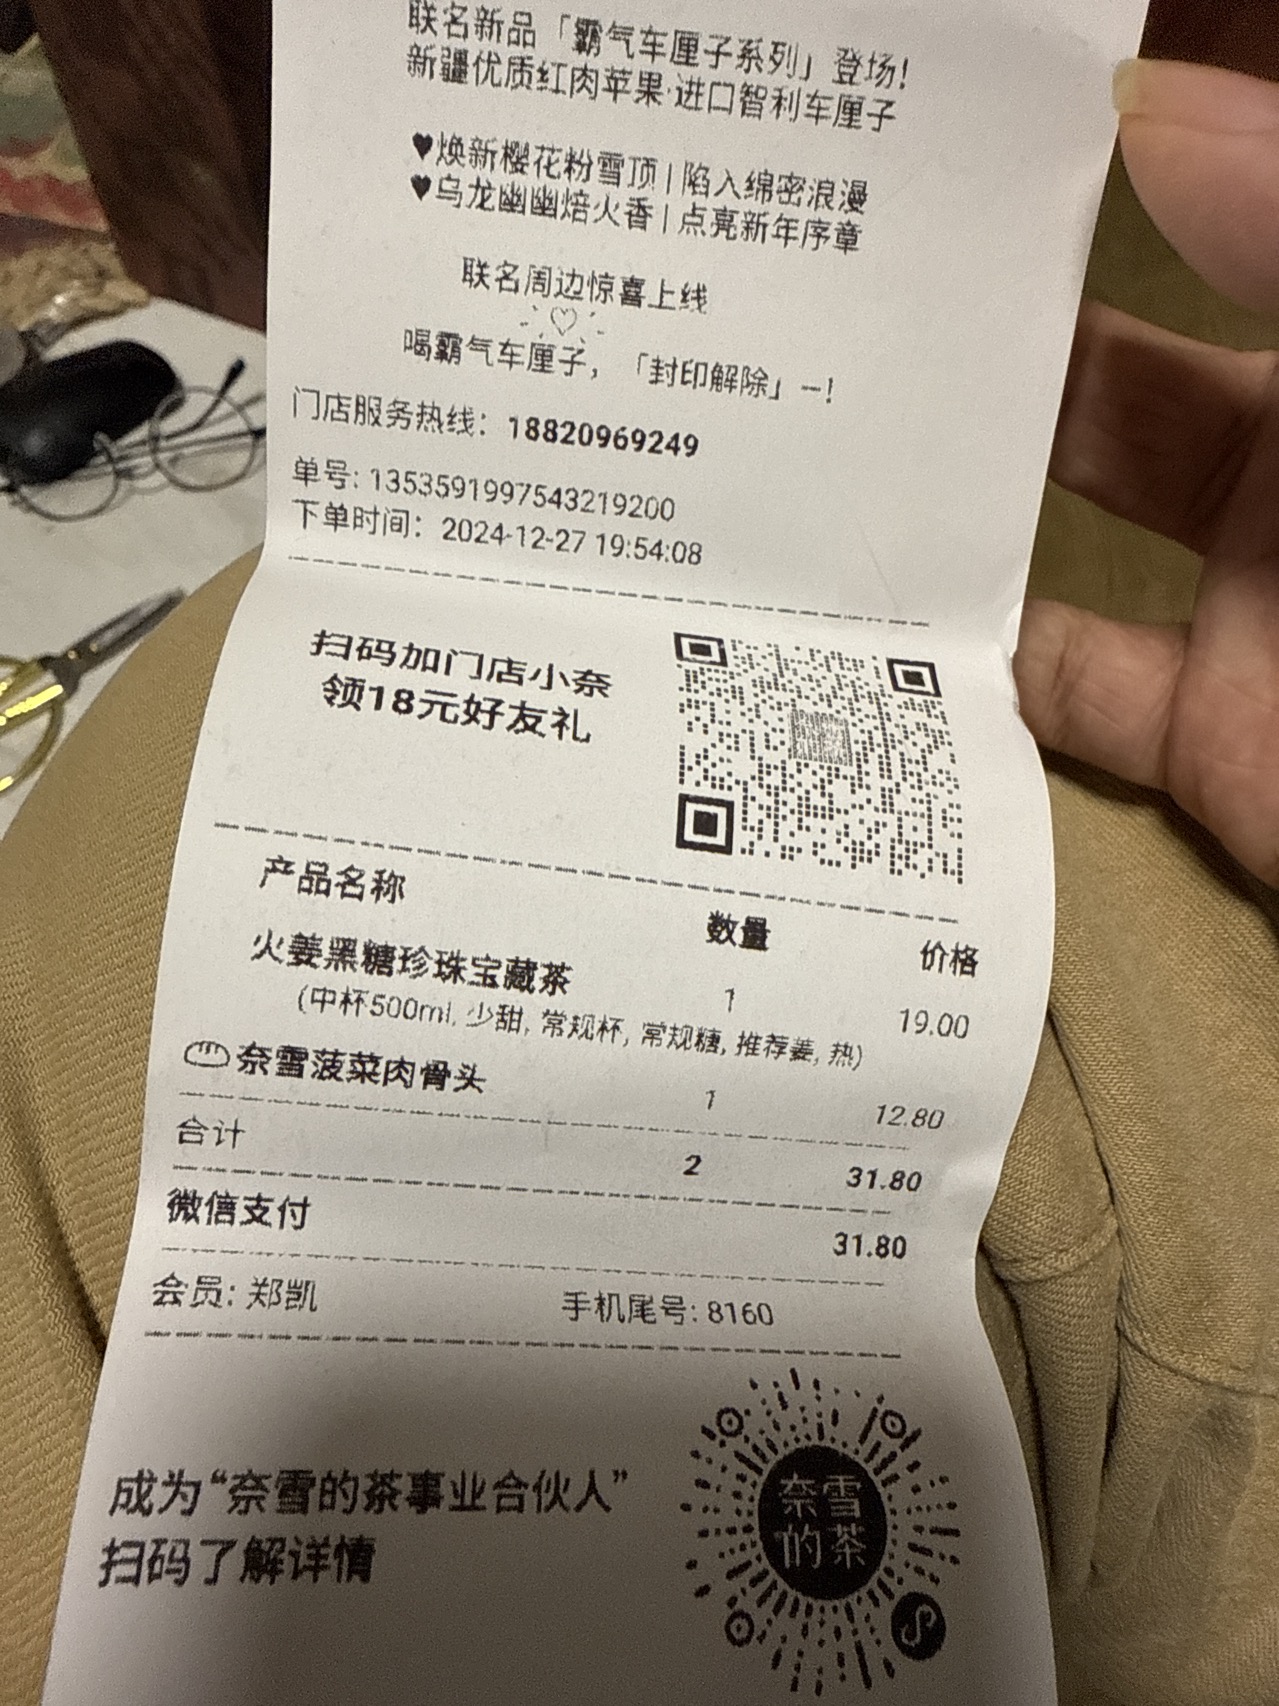 联名新品「霸气车厘子系列」登场!
新疆优质红肉苹果·进口智利车厘子
♥焕新樱花粉雪顶|陷入绵密浪漫
♥乌龙幽幽焙火香|点亮新年序章
联名周边惊喜上线
喝霸气车厘子,「封印解除」—!
门店服务热线: 18820969249
单号: 1353591997543219200
下单时间: 2024-12-27 19:54:08
扫码加门店小奈
领18元好友礼
产品名称 数量 价格
火姜黑糖珍珠宝藏茶 1 19.00
(中杯500ml, 少甜, 常规杯, 常规糖, 推荐姜, 热)
奈雪菠菜肉骨头 1 12.80
合计 2 31.80
微信支付 31.80
会员: 郑凯 手机尾号: 8160
成为“奈雪的茶事业合伙人”
扫码了解详情
奈雪
的茶